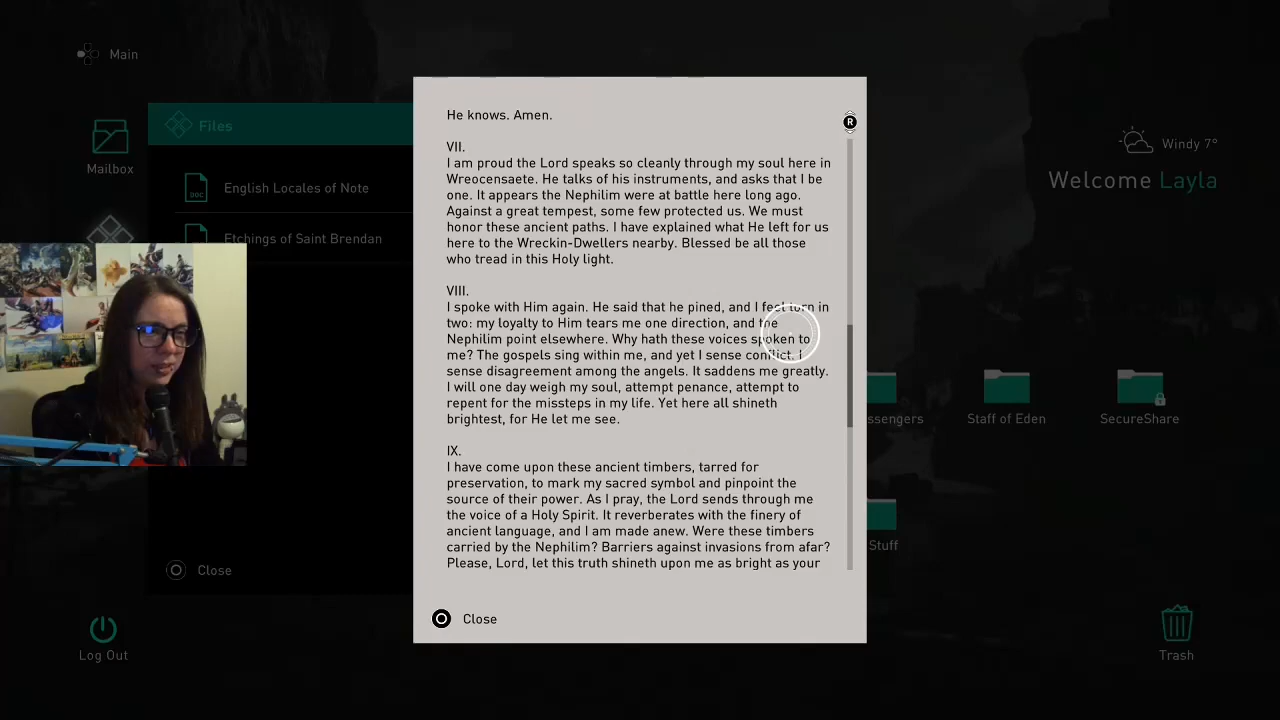 Main
Mailbox
Files
English Locales of Note
Etchings of Saint Brendan
Close
Log Out
He knows. Amen.
VII.
I am proud the Lord speaks so cleanly through my soul here in
Wreocensaete. He talks of his instruments, and asks that I be
one. It appears the Nephilim were at battle here long ago.
Against a great tempest, some few protected us. We must
honor these ancient paths. I have explained what He left for us
here to the Wreckin-Dwellers nearby. Blessed be all those
who tread in this Holy light.
VIII.
I spoke with Him again. He said that he pined, and I feel torn in
two: my loyalty to Him tears me one direction, and the
Nephilim point elsewhere. Why hath these voices spoken to
me? The gospels sing within me, and yet I sense conflict. I
sense disagreement among the angels. It saddens me greatly.
I will one day weigh my soul, attempt penance, attempt to
repent for the missteps in my life. Yet here all shineth
brightest, for He let me see.
IX.
I have come upon these ancient timbers, tarred for
preservation, to mark my sacred symbol and pinpoint the
source of their power. As I pray, the Lord sends through me
the voice of a Holy Spirit. It reverberates with the finery of
ancient language, and I am made anew. Were these timbers
carried by the Nephilim? Barriers against invasions from afar?
Please, Lord, let this truth shineth upon me as bright as your
Close
R
Windy 7°
Welcome Layla
ssengers
Staff of Eden
SecureShare
Stuff
Trash